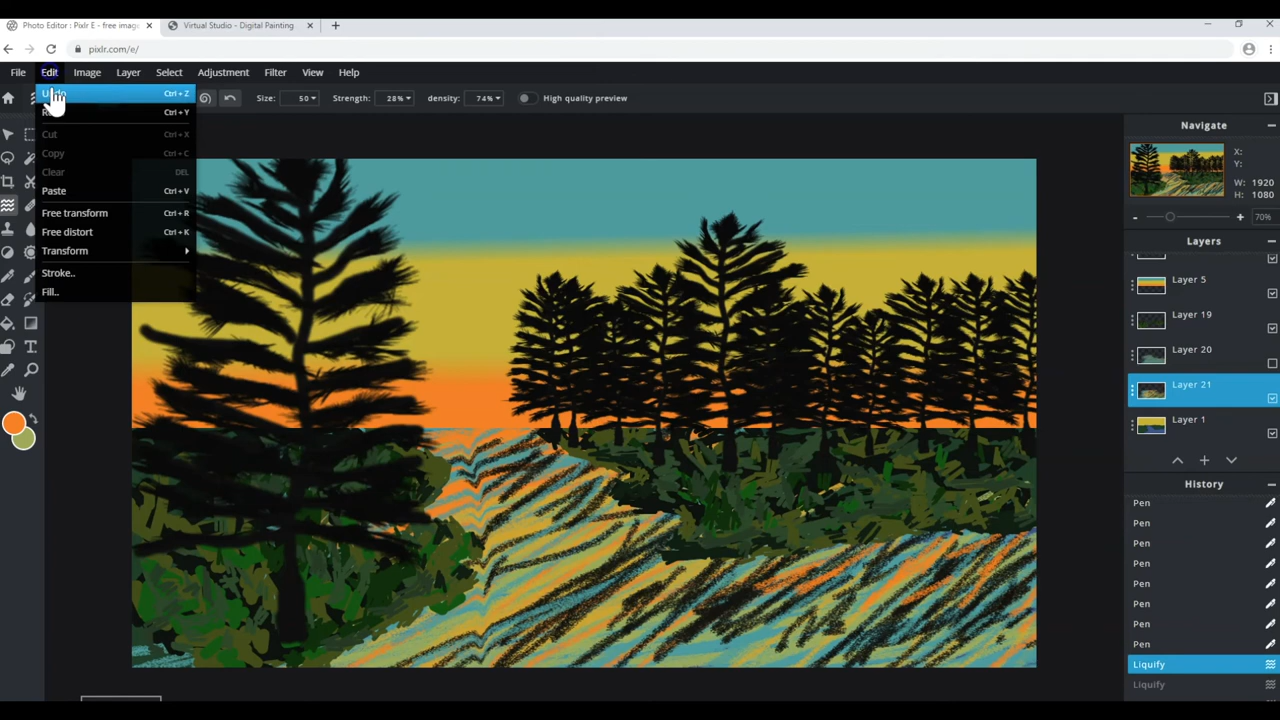 Photo Editor : Pixlr E - free imag
Virtual Studio - Digital Painting
pixlr.com/e/
File Edit Image Layer Select Adjustment Filter View Help
Ctrl + Z
Size: 50 Strength: 28% density: 74% High quality preview
Ctrl + Y
Cut Ctrl + X
Copy Ctrl + C
Clear DEL
Paste Ctrl + V
Free transform Ctrl + R
Free distort Ctrl + K
Transform
Stroke..
Fill..
Navigate
X:
Y:
W: 1920
H: 1080
70%
Layers
Layer 5
Layer 19
Layer 20
Layer 21
Layer 1
History
Pen
Pen
Pen
Pen
Pen
Pen
Pen
Pen
Liquify
Liquify